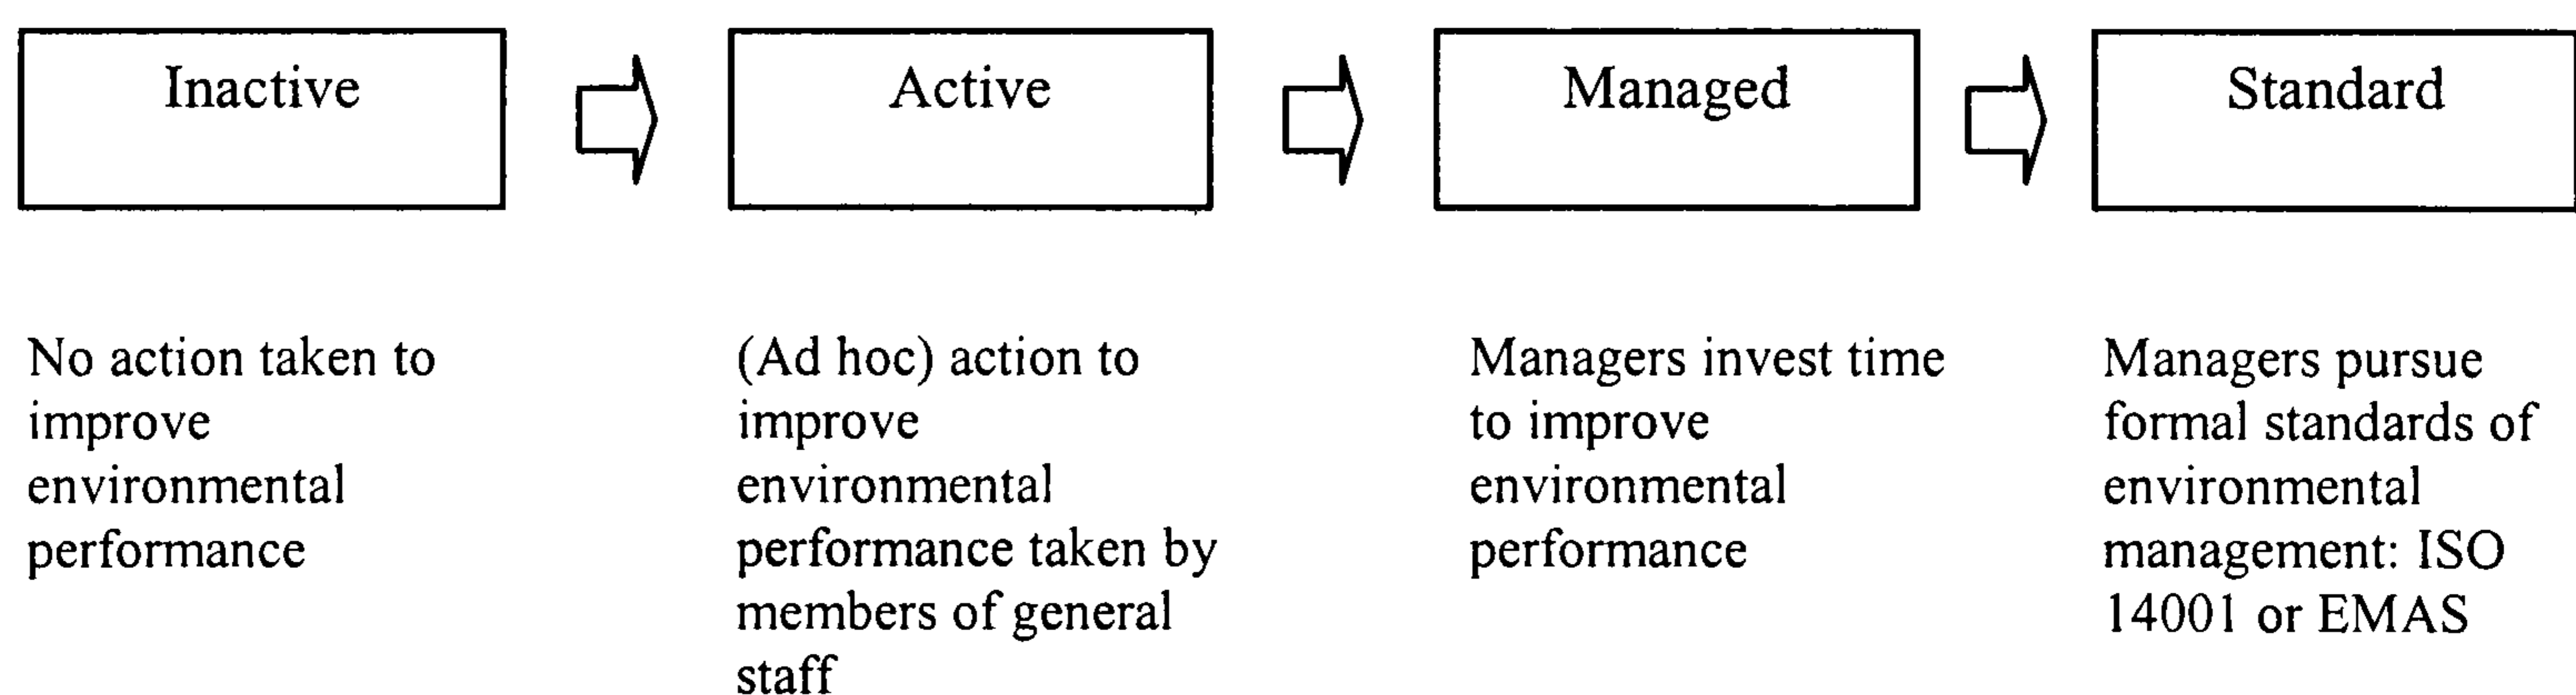 Inactive
Active
Managed
Standard
No action taken to
improve
environmental
performance
(Ad hoc) action to
improve
environmental
performance taken by
members of general
staff
Managers invest time
to improve
environmental
performance
Managers pursue
formal standards of
environmental
management: ISO
14001 or EMAS